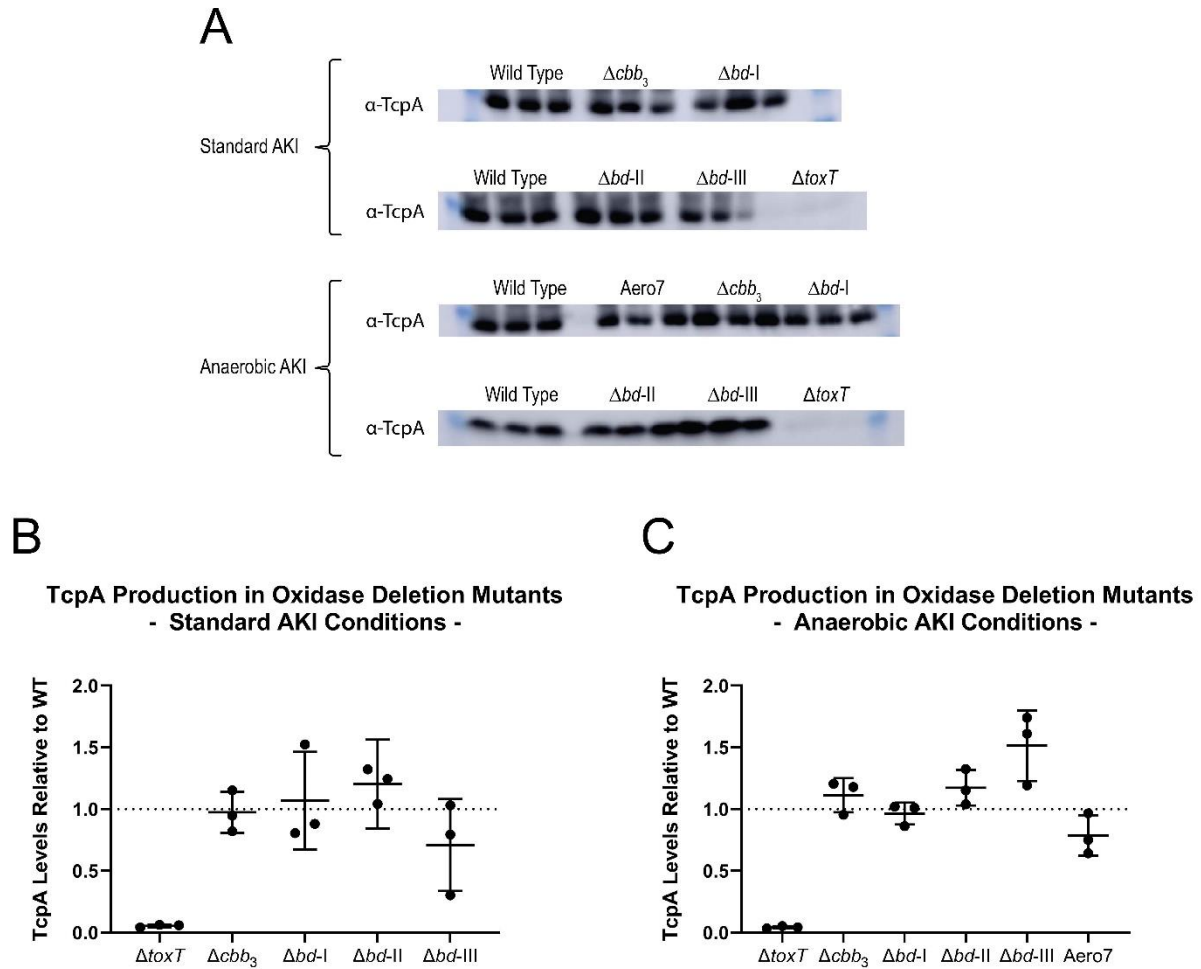 A
Wild Type Δcbb3 Δbd-I
α-TcpA
Standard AKI
Wild Type Δbd-II Δbd-III ΔtoxT
α-TcpA
Wild Type Aero7 Δcbb3 Δbd-I
α-TcpA
Anaerobic AKI
Wild Type Δbd-II Δbd-III ΔtoxT
α-TcpA
B
TcpA Production in Oxidase Deletion Mutants
- Standard AKI Conditions -
TcpA Levels Relative to WT
2.0
1.5
1.0
0.5
0.0
ΔtoxT Δcbb3 Δbd-I Δbd-II Δbd-III
C
TcpA Production in Oxidase Deletion Mutants
- Anaerobic AKI Conditions -
TcpA Levels Relative to WT
2.0
1.5
1.0
0.5
0.0
ΔtoxT Δcbb3 Δbd-I Δbd-II Δbd-III Aero7